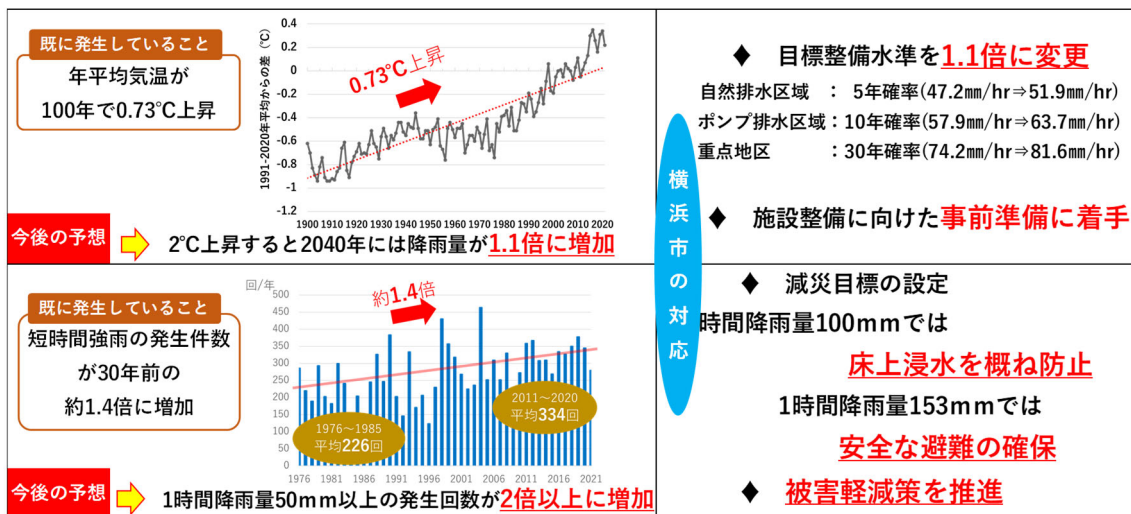 既に発生していること
年平均気温が
100年で0.73℃上昇
1991-2020年平均からの差(℃)
0.4
0.2
0
-0.2
-0.4
-0.6
-0.8
-1
-1.2
0.73℃上昇
1900 1910 1920 1930 1940 1950 1960 1970 1980 1990 2000 2010 2020
今後の予想
2℃上昇すると2040年には降雨量が1.1倍に増加
既に発生していること
短時間強雨の発生件数
が30年前の
約1.4倍に増加
回/年
500
450
400
350
300
250
200
150
100
50
0
約1.4倍
1976～1985
平均226回
2011～2020
平均334回
1976 1981 1986 1991 1996 2001 2006 2011 2016 2021
今後の予想
1時間降雨量50mm以上の発生回数が2倍以上に増加
横浜市の対応
♦ 目標整備水準を1.1倍に変更
自然排水区域 : 5年確率(47.2㎜/hr⇒51.9㎜/hr)
ポンプ排水区域：10年確率(57.9㎜/hr⇒63.7㎜/hr)
重点地区 ：30年確率(74.2㎜/hr⇒81.6㎜/hr)
♦ 施設整備に向けた事前準備に着手
♦ 減災目標の設定
時間降雨量100mmでは
床上浸水を概ね防止
1時間降雨量153mmでは
安全な避難の確保
♦ 被害軽減策を推進